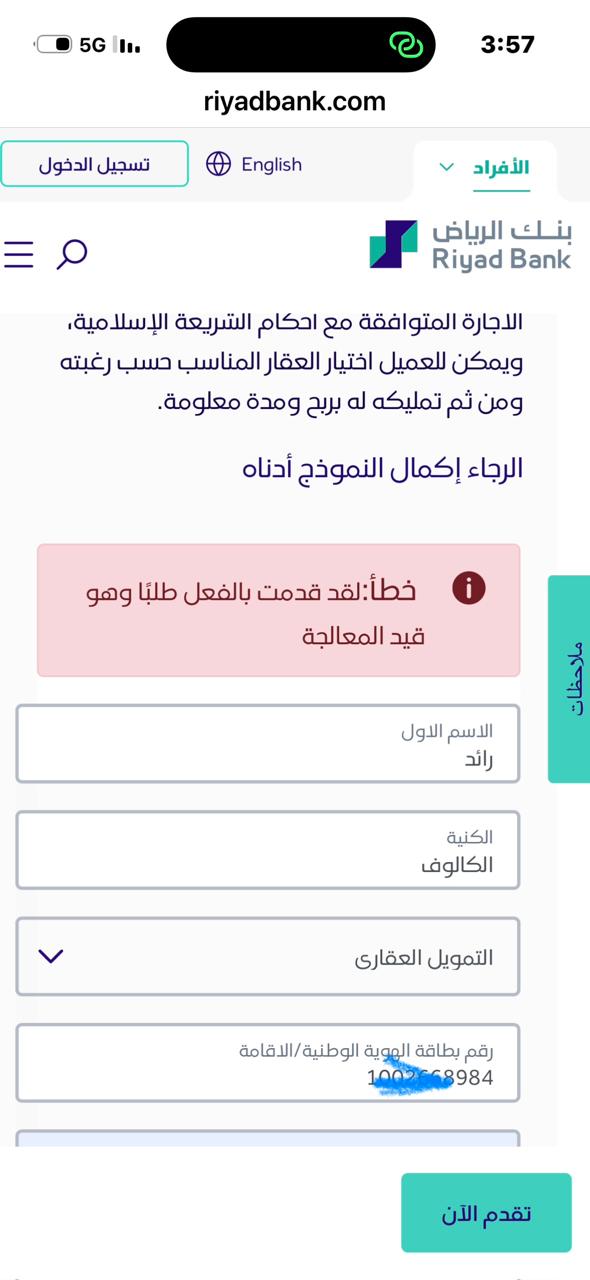 5G 3:57
riyadbank.com
تسجيل الدخول English الأفراد
بنك الرياض
Riyad Bank
الاجارة المتوافقة مع احكام الشريعة الإسلامية،
ويمكن للعميل اختيار العقار المناسب حسب رغبته
ومن ثم تمليكه له بربح ومدة معلومة.
الرجاء إكمال النموذج أدناه
خطأ:لقد قدمت بالفعل طلبًا وهو
قيد المعالجة
ملاحظات
الاسم الاول
رائد
الكنية
الكالوف
التمويل العقاري
رقم بطاقة الهوية الوطنية/الاقامة
تقدم الآن